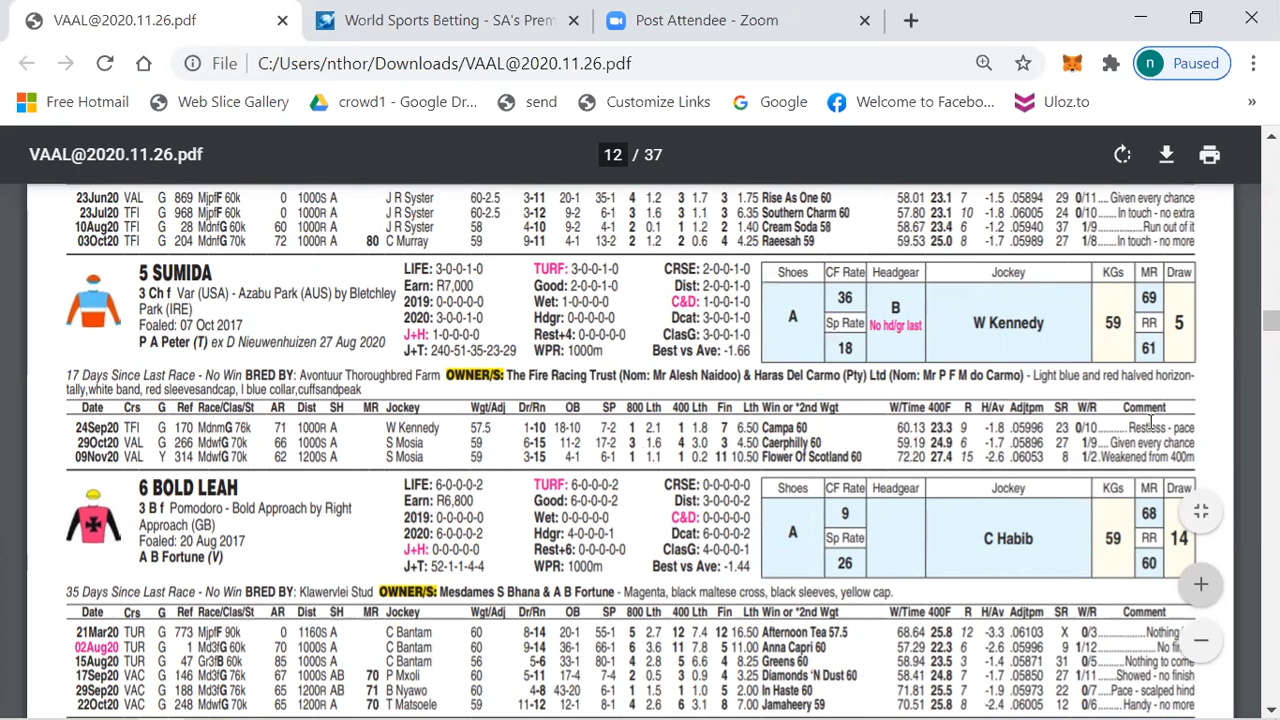 VAAL@2020.11.26.pdf
World Sports Betting - SA's Prem
Post Attendee - Zoom
File C:/Users/nthor/Downloads/VAAL@2020.11.26.pdf
n Paused
Free Hotmail Web Slice Gallery crowd1 - Google Dr... send Customize Links Google Welcome to Facebo... Uloz.to »
VAAL@2020.11.26.pdf 12 / 37
23Jun20 VAL G 869 MjpfF 60k 0 1000S A J R Syster 60-2.5 3-11 20-1 35-1 4 1.2 3 1.7 3 1.75 Rise As One 60 58.01 23.1 7 -1.5 .05894 29 0/11 .... Given every chance
23Jul20 TFI G 968 MjpfF 60k 0 1000S A J R Syster 60-2.5 3-12 9-2 6-1 3 1.6 3 1.1 3 6.35 Southern Charm 60 57.80 23.1 10 -1.8 .06005 24 0/10 ........ In touch - no extra
10Aug20 TFI G 28 MdnfG 70k 60 1000R A J R Syster 58 4-10 9-2 6-1 2 0.1 1 1.2 2 1.40 Cream Soda 58 58.67 23.4 6 -1.2 .05940 37 1/9 ............... Run out of it
03Oct20 TFI G 204 MdnfG 76k 72 1000R A 80 C Murray 59 9-11 4-1 13-2 2 1.2 2 0.6 4 4.25 Raeesah 59 59.53 25.0 8 -1.7 .05989 27 1/8 ........ In touch - no more
5 SUMIDA
3 Ch f Var (USA) - Azabu Park (AUS) by Bletchley
Park (IRE)
Foaled: 07 Oct 2017
P A Peter (T) ex D Nieuwenhuizen 27 Aug 2020
LIFE: 3-0-0-1-0 TURF: 3-0-0-1-0 CRSE: 2-0-0-1-0
Earn: R7,000 Good: 2-0-0-1-0 Dist: 2-0-0-1-0
2019: 0-0-0-0-0 Wet: 1-0-0-0-0 C&D: 1-0-0-1-0
2020: 3-0-0-1-0 Hdgr: 0-0-0-0-0 Dcat: 3-0-0-1-0
J+H: 1-0-0-0-0 Rest+4: 0-0-0-0-0 ClasG: 3-0-0-1-0
J+T: 240-51-35-23-29 WPR: 1000m Best vs Ave: -1.66
Shoes CF Rate Headgear Jockey KGs MR Draw
A 36 Sp Rate 18 B No hd/gr last W Kennedy 59 69 RR 61 5
17 Days Since Last Race - No Win BRED BY: Avontuur Thoroughbred Farm OWNER/S: The Fire Racing Trust (Nom: Mr Alesh Naidoo) & Haras Del Carmo (Pty) Ltd (Nom: Mr P F M do Carmo) - Light blue and red halved horizon-
tally,white band, red sleevesandcap, l blue collar,cuffsandpeak
Date Crs G Ref Race/Clas/St AR Dist SH MR Jockey Wgt/Adj Dr/Rn OB SP 800 Lth 400 Lth Fin Lth Win or *2nd Wgt W/Time 400F R H/Av Adjtpm SR W/R Comment
24Sep20 TFI G 170 MdnmG 76k 71 1000R A W Kennedy 57.5 1-10 18-10 7-2 1 2.1 1 1.8 7 6.50 Campa 60 60.13 23.3 9 -1.8 .05996 23 0/10 .......... Restless - pace
29Oct20 VAL G 266 MdwfG 76k 66 1000S A S Mosia 59 6-15 11-2 17-2 3 1.6 4 3.0 3 4.50 Caerphilly 60 59.19 24.9 6 -1.7 .05896 27 1/9 .... Given every chance
09Nov20 VAL Y 314 MdwfG 76k 62 1200S A S Mosia 59 3-15 4-1 6-1 1 1.1 1 0.2 11 10.50 Flower Of Scotland 60 72.20 27.4 15 -2.6 .06053 8 1/2 . Weakened from 400m
6 BOLD LEAH
3 B f Pomodoro - Bold Approach by Right
Approach (GB)
Foaled: 20 Aug 2017
A B Fortune (V)
LIFE: 6-0-0-0-2 TURF: 6-0-0-0-2 CRSE: 0-0-0-0-0
Earn: R6,800 Good: 6-0-0-0-2 Dist: 3-0-0-0-2
2019: 0-0-0-0-0 Wet: 0-0-0-0-0 C&D: 0-0-0-0-0
2020: 6-0-0-0-2 Hdgr: 4-0-0-0-1 Dcat: 6-0-0-0-2
J+H: 0-0-0-0-0 Rest+6: 0-0-0-0-0 ClasG: 4-0-0-0-1
J+T: 52-1-1-4-4 WPR: 1000m Best vs Ave: -1.44
Shoes CF Rate Headgear Jockey KGs MR Draw
A 9 Sp Rate 26 C Habib 59 68 RR 60 14
35 Days Since Last Race - No Win BRED BY: Klawervlei Stud OWNER/S: Mesdames S Bhana & A B Fortune - Magenta, black maltese cross, black sleeves, yellow cap.
Date Crs G Ref Race/Clas/St AR Dist SH MR Jockey Wgt/Adj Dr/Rn OB SP 800 Lth 400 Lth Fin Lth Win or *2nd Wgt W/Time 400F R H/Av Adjtpm SR W/R Comment
21Mar20 TUR G 773 MjpfF 90k 0 1160S A C Bantam 60 8-14 20-1 55-1 5 2.7 12 7.4 12 16.50 Afternoon Tea 57.5 68.64 25.8 12 -3.3 .06103 X 0/3 ............... Nothing
02Aug20 TUR G 1 Md3fG 60k 70 1000S A C Bantam 60 9-14 36-1 66-1 6 3.6 11 7.8 5 11.00 Anna Capri 60 57.29 22.3 6 -2.6 .05996 9 1/12 ................ No
15Aug20 TUR G 47 Gr3fB 60k 85 1000S A C Bantam 56 5-6 33-1 80-1 4 2.8 5 6.6 4 8.25 Greens 60 58.94 23.5 3 -1.4 .05871 31 0/5 ........ Nothing to come
17Sep20 VAC G 146 Md3fG 76k 67 1000S AB 70 P Mxoli 59 5-11 17-4 7-4 2 0.5 3 0.9 4 3.25 Diamonds 'N Dust 60 58.41 24.8 7 -1.7 .05850 27 1/11 ..... Showed - no finish
29Sep20 VAC G 188 Md3fG 76k 65 1200R AB 71 B Nyawo 60 4-8 43-20 6-1 1 1.5 1 1.0 5 2.00 In Haste 60 71.81 25.5 7 -1.9 .05973 22 0/7 ..... Pace - scalped hind
22Oct20 VAC G 248 MdwfG 76k 65 1200R A 70 T Matsoele 59 11-12 12-1 8-1 4 2.6 6 3.1 8 7.00 Jamaheery 59 70.51 25.8 8 -1.7 .05938 12 0/6 ........... Handy - no more